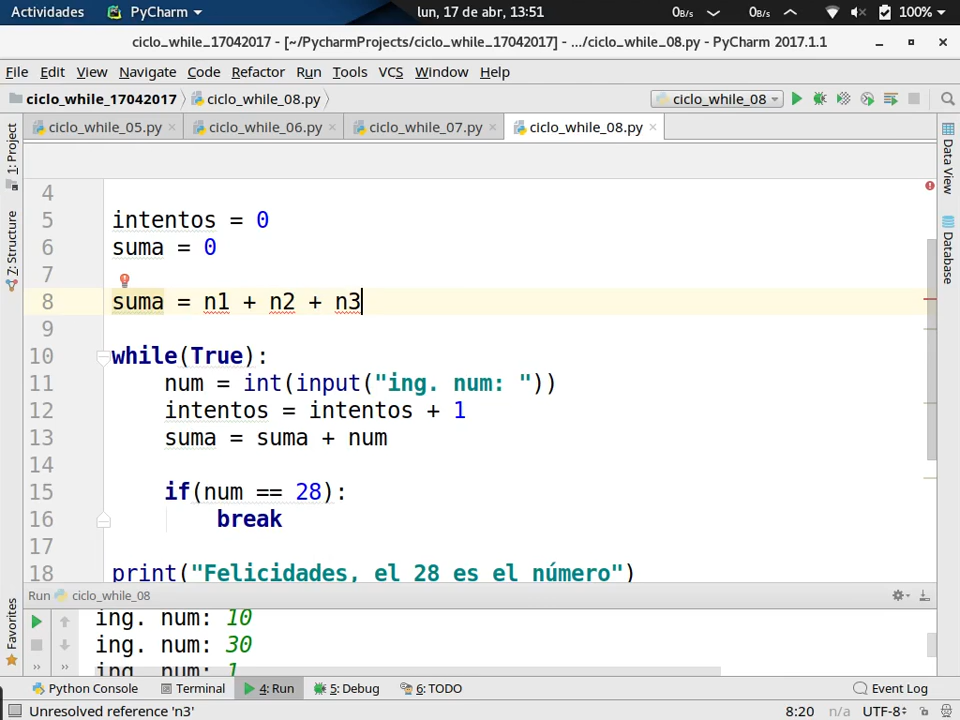 Actividades PyCharm lun, 17 de abr, 13:51 0B/s 0B/s 100%
ciclo_while_17042017 - [~/PycharmProjects/ciclo_while_17042017] - .../ciclo_while_08.py - PyCharm 2017.1.1
File Edit View Navigate Code Refactor Run Tools VCS Window Help
ciclo_while_17042017 ciclo_while_08.py ciclo_while_08
ciclo_while_05.py ciclo_while_06.py ciclo_while_07.py ciclo_while_08.py
1: Project
7: Structure
Favorites
Data View
Database
4
5 intentos = 0
6 suma = 0
7
8 suma = n1 + n2 + n3
9
10 while(True):
11 num = int(input("ing. num: "))
12 intentos = intentos + 1
13 suma = suma + num
14
15 if(num == 28):
16 break
17
18 print("Felicidades, el 28 es el número")
Run ciclo_while_08
ing. num: 10
ing. num: 30
ing. num: 1
Python Console Terminal 4: Run 5: Debug 6: TODO Event Log
Unresolved reference 'n3' 8:20 n/a UTF-8